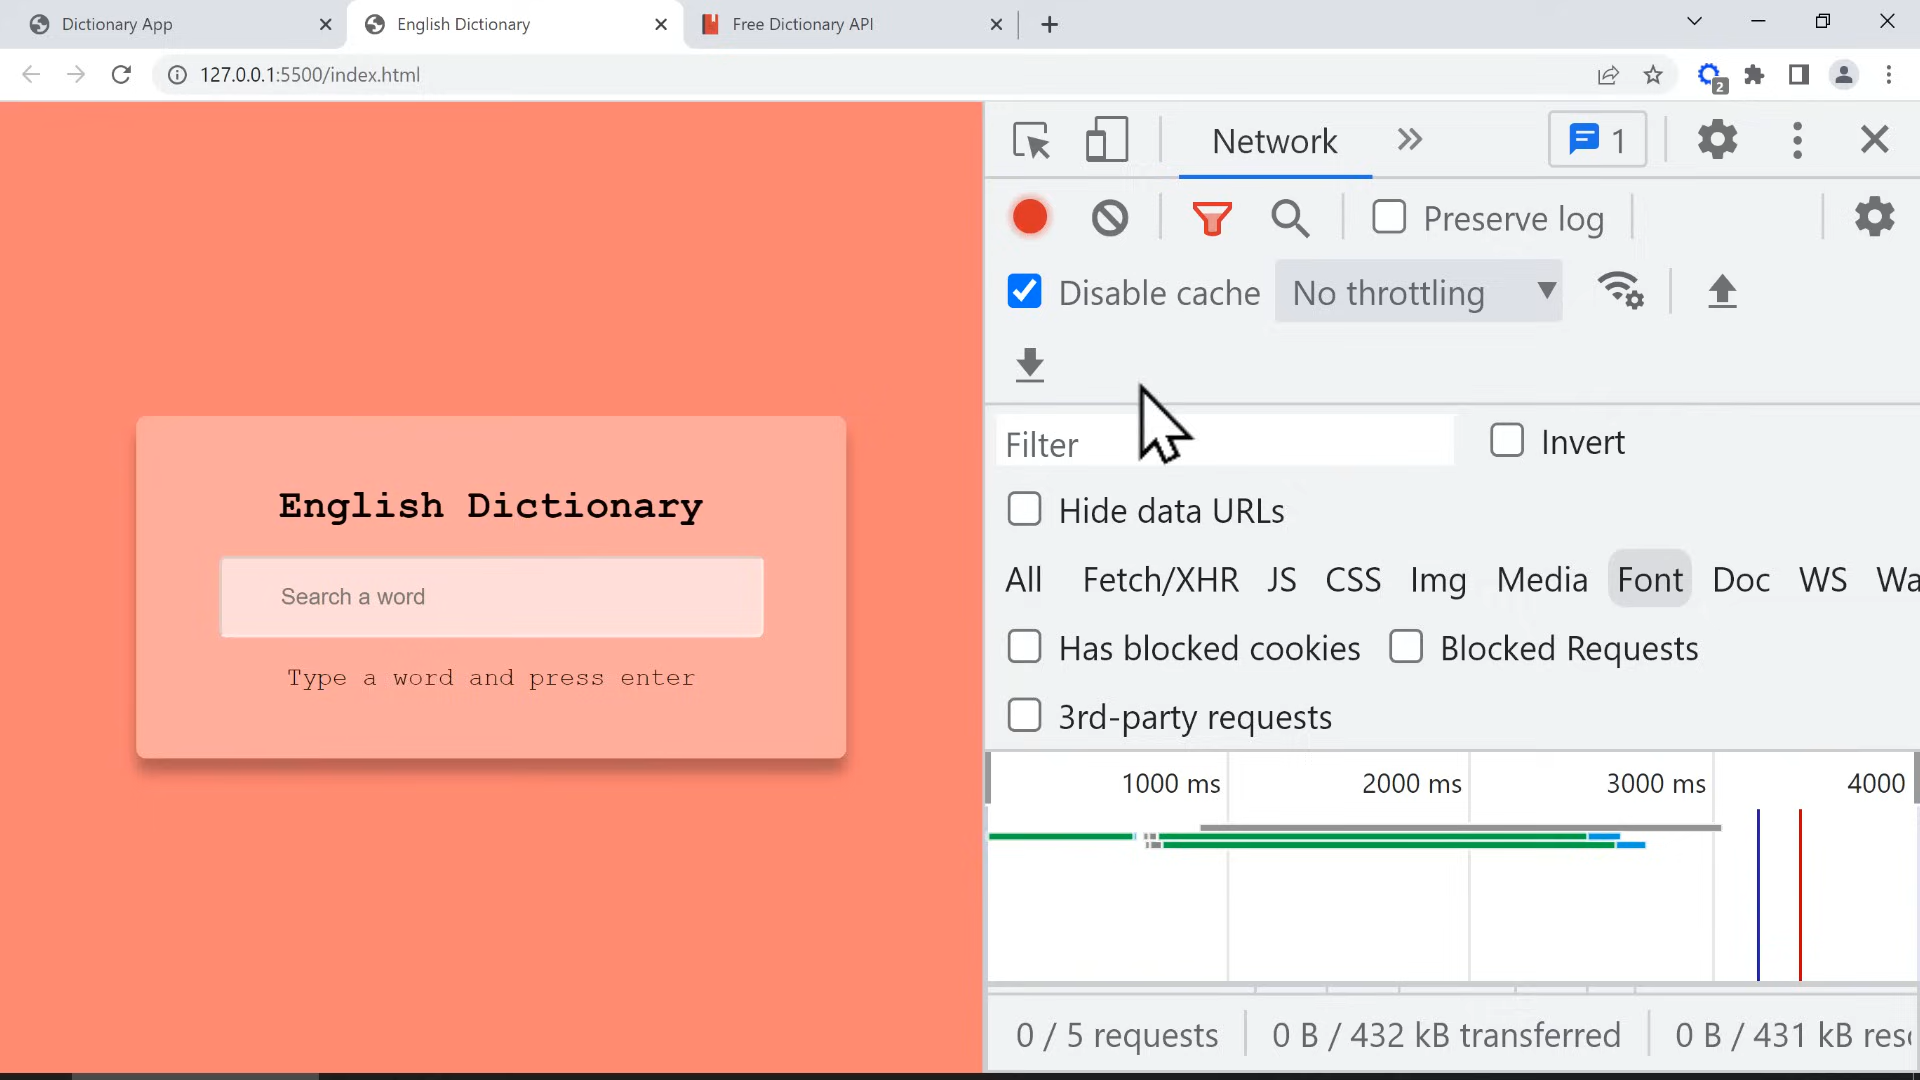 Dictionary App
English Dictionary
Free Dictionary API
127.0.0.1:5500/index.html
2
Network
1
Preserve log
Disable cache
No throttling
Filter
Invert
Hide data URLs
All Fetch/XHR JS CSS Img Media Font Doc WS Wa
Has blocked cookies Blocked Requests
3rd-party requests
1000 ms 2000 ms 3000 ms 4000
0 / 5 requests 0 B / 432 kB transferred 0 B / 431 kB res
English Dictionary
Search a word
Type a word and press enter